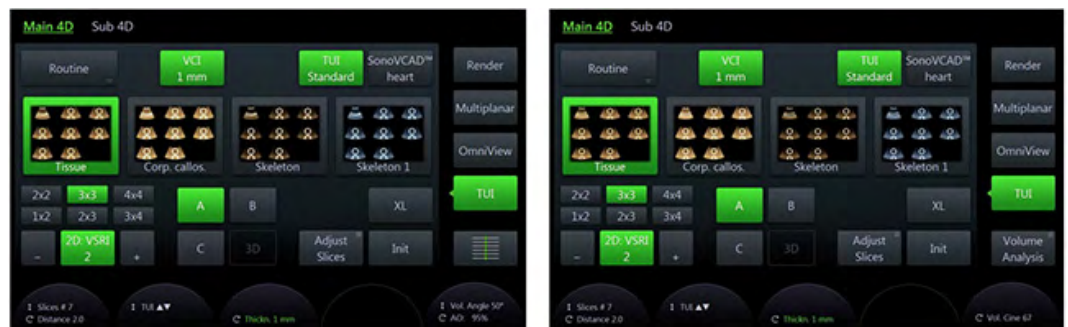 Main 4D Sub 4D
Routine
VCI
1 mm
TUI
Standard
SonoVCAD™
heart
Render
Multiplanar
OmniView
TUI
Tissue
Corp. callos.
Skeleton
Skeleton 1
2x2 3x3 4x4
1x2 2x3 3x4
A B XL
- 2D: VSRI
2 +
C 3D
Adjust
Slices
Init
Slices # 7
Distance 2.0
TUI ▲▼
Thickn. 1 mm
Vol. Angle 50°
AO: 95%
Main 4D Sub 4D
Routine
VCI
1 mm
TUI
Standard
SonoVCAD™
heart
Render
Multiplanar
OmniView
TUI
Tissue
Corp. callos.
Skeleton
Skeleton 1
2x2 3x3 4x4
1x2 2x3 3x4
A B XL
- 2D: VSRI
2 +
C 3D
Adjust
Slices
Init
Volume
Analysis
Slices # 7
Distance 2.0
TUI ▲▼
Thickn. 1 mm
Vol. Cine 67